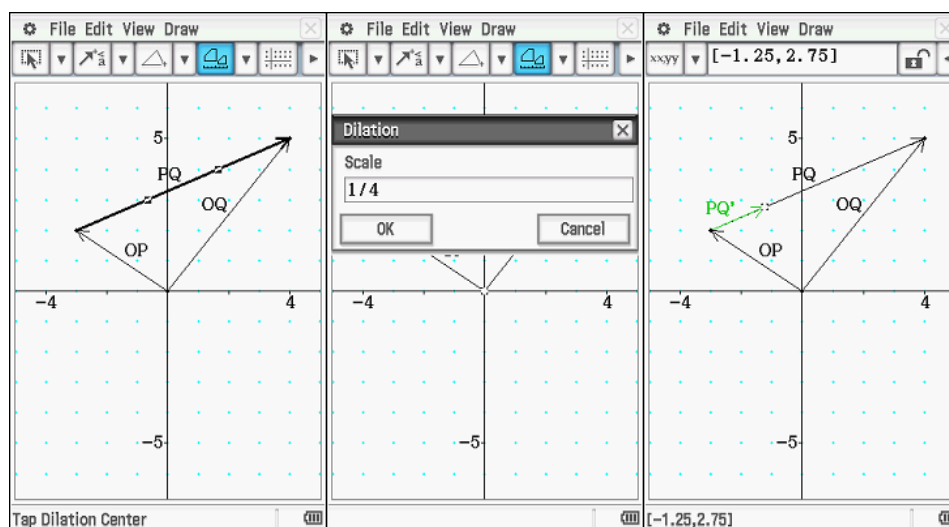 File Edit View Draw
5
PQ
OQ
OP
-4
4
-5
Tap Dilation Center
File Edit View Draw
Dilation
Scale
1/4
OK
Cancel
-4
4
-5
File Edit View Draw
xx,yy [-1.25,2.75]
5
PQ
PQ'
OQ
OP
-4
4
-5
[-1.25,2.75]